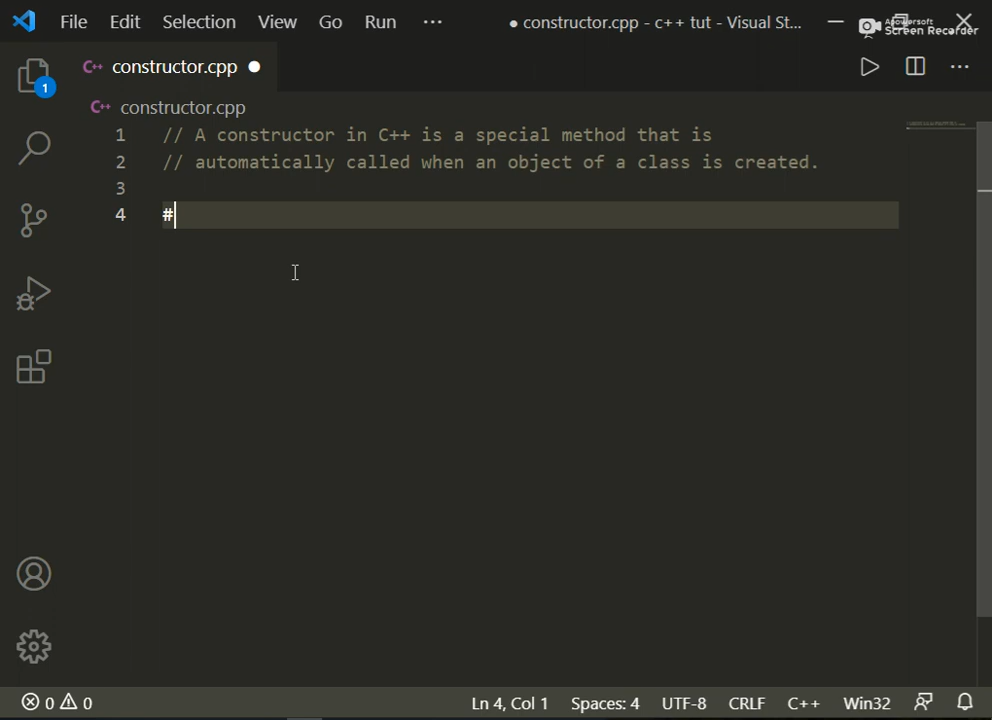 File Edit Selection View Go Run ··· ● constructor.cpp - c++ tut - Visual St...
Apowersoft
Screen Recorder
C++ constructor.cpp ●
1
C++ constructor.cpp
1 // A constructor in C++ is a special method that is
2 // automatically called when an object of a class is created.
3
4 #
0 0 Ln 4, Col 1 Spaces: 4 UTF-8 CRLF C++ Win32